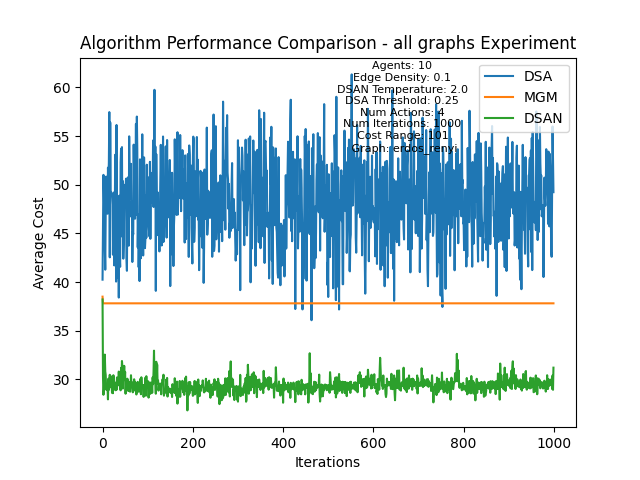 Algorithm Performance Comparison - all graphs Experiment
Agents: 10
Edge Density: 0.1
DSAN Temperature: 2.0
DSA Threshold: 0.25
Num Actions: 4
Num Iterations: 1000
Cost Range: 10
Graph: erdos_renyi
DSA
MGM
DSAN
60
55
50
45
40
35
30
Average Cost
0
200
400
600
800
1000
Iterations